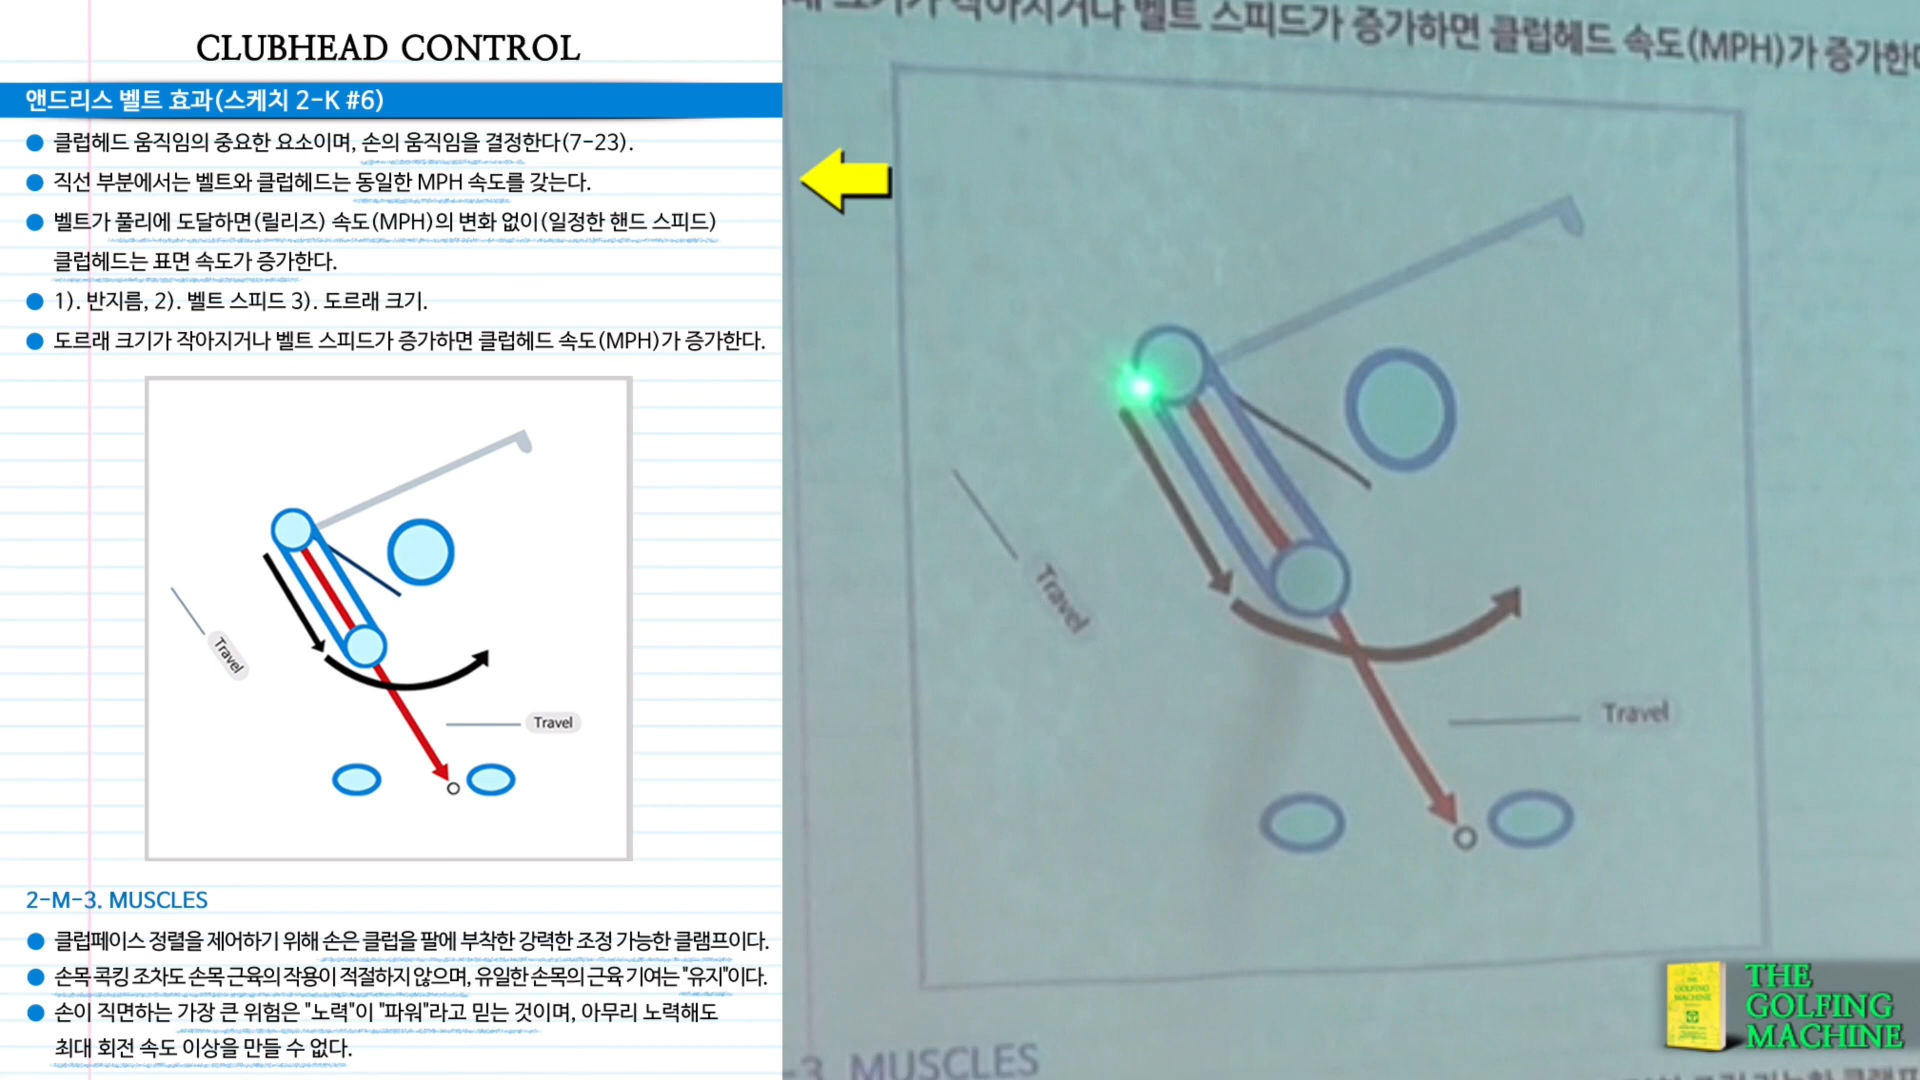 CLUBHEAD CONTROL
앤드리스 벨트 효과(스케치 2-K #6)
클럽헤드 움직임의 중요한 요소이며, 손의 움직임을 결정한다(7-23).
직선 부분에서는 벨트와 클럽헤드는 동일한 MPH 속도를 갖는다.
벨트가 풀리에 도달하면(릴리즈) 속도(MPH)의 변화 없이(일정한 핸드 스피드)
클럽헤드는 표면 속도가 증가한다.
1). 반지름, 2). 벨트 스피드 3). 도르래 크기.
도르래 크기가 작아지거나 벨트 스피드가 증가하면 클럽헤드 속도(MPH)가 증가한다.
Travel
Travel
2-M-3. MUSCLES
클럽페이스 정렬을 제어하기 위해 손은 클럽을 팔에 부착한 강력한 조정 가능한 클램프이다.
손목 콕킹 조차도 손목 근육의 작용이 적절하지 않으며, 유일한 손목의 근육 기여는 "유지"이다.
손이 직면하는 가장 큰 위험은 "노력"이 "파워"라고 믿는 것이며, 아무리 노력해도
최대 회전 속도 이상을 만들 수 없다.
크기가 작아지거나 벨트 스피드가 증가하면 클럽헤드 속도(MPH)가 증가한다
Travel
Travel
-3. MUSCLES
THE
GOLFING
MACHINE